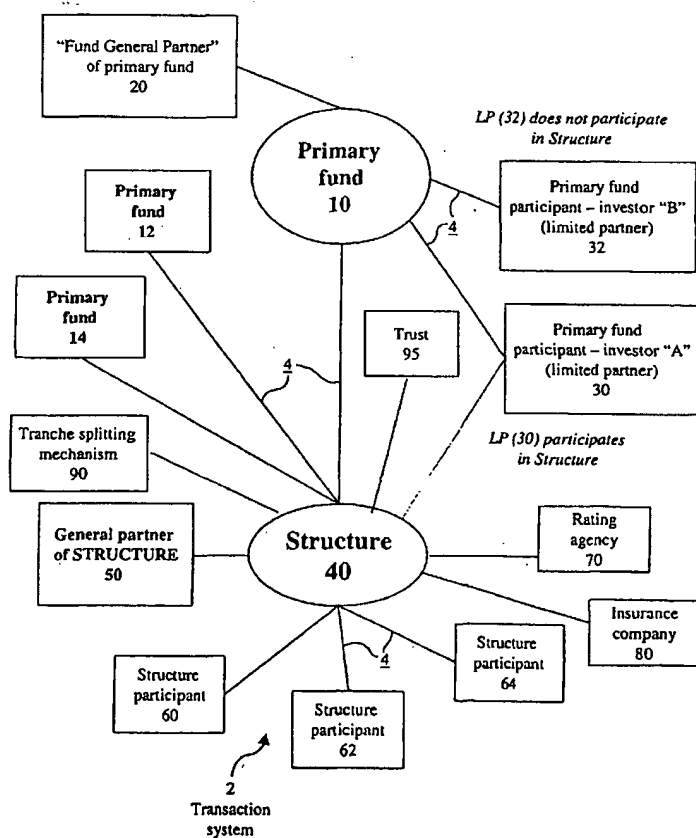 “Fund General Partner”
of primary fund
20
LP (32) does not participate
in Structure
Primary
fund
10
Primary
fund
12
4
Primary fund
participant – investor “B”
(limited partner)
32
4
Primary
fund
14
Trust
95
Primary fund
participant – investor “A”
(limited partner)
30
4
Tranche splitting
mechanism
90
LP (30) participates
in Structure
General partner
of STRUCTURE
50
Structure
40
Rating
agency
70
Insurance
company
80
4
Structure
participant
64
Structure
participant
60
Structure
participant
62
2
Transaction
system